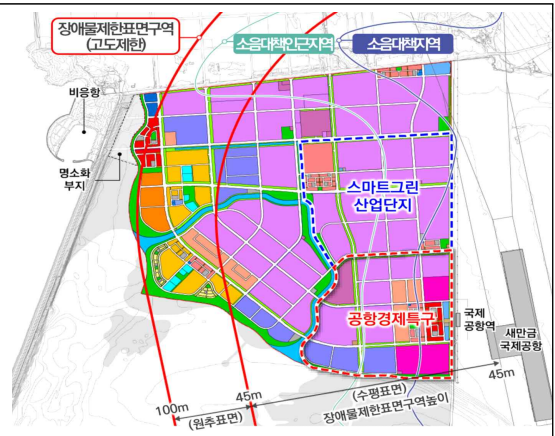 장애물제한표면구역
(고도제한)
소음대책인근지역
소음대책지역
비응항
명소화
부지
스마트그린
산업단지
공항경제특구
국제
공항역
새만금
국제공항
100m
(원추표면)
45m
(수평표면)
장애물제한표면구역높이
45m